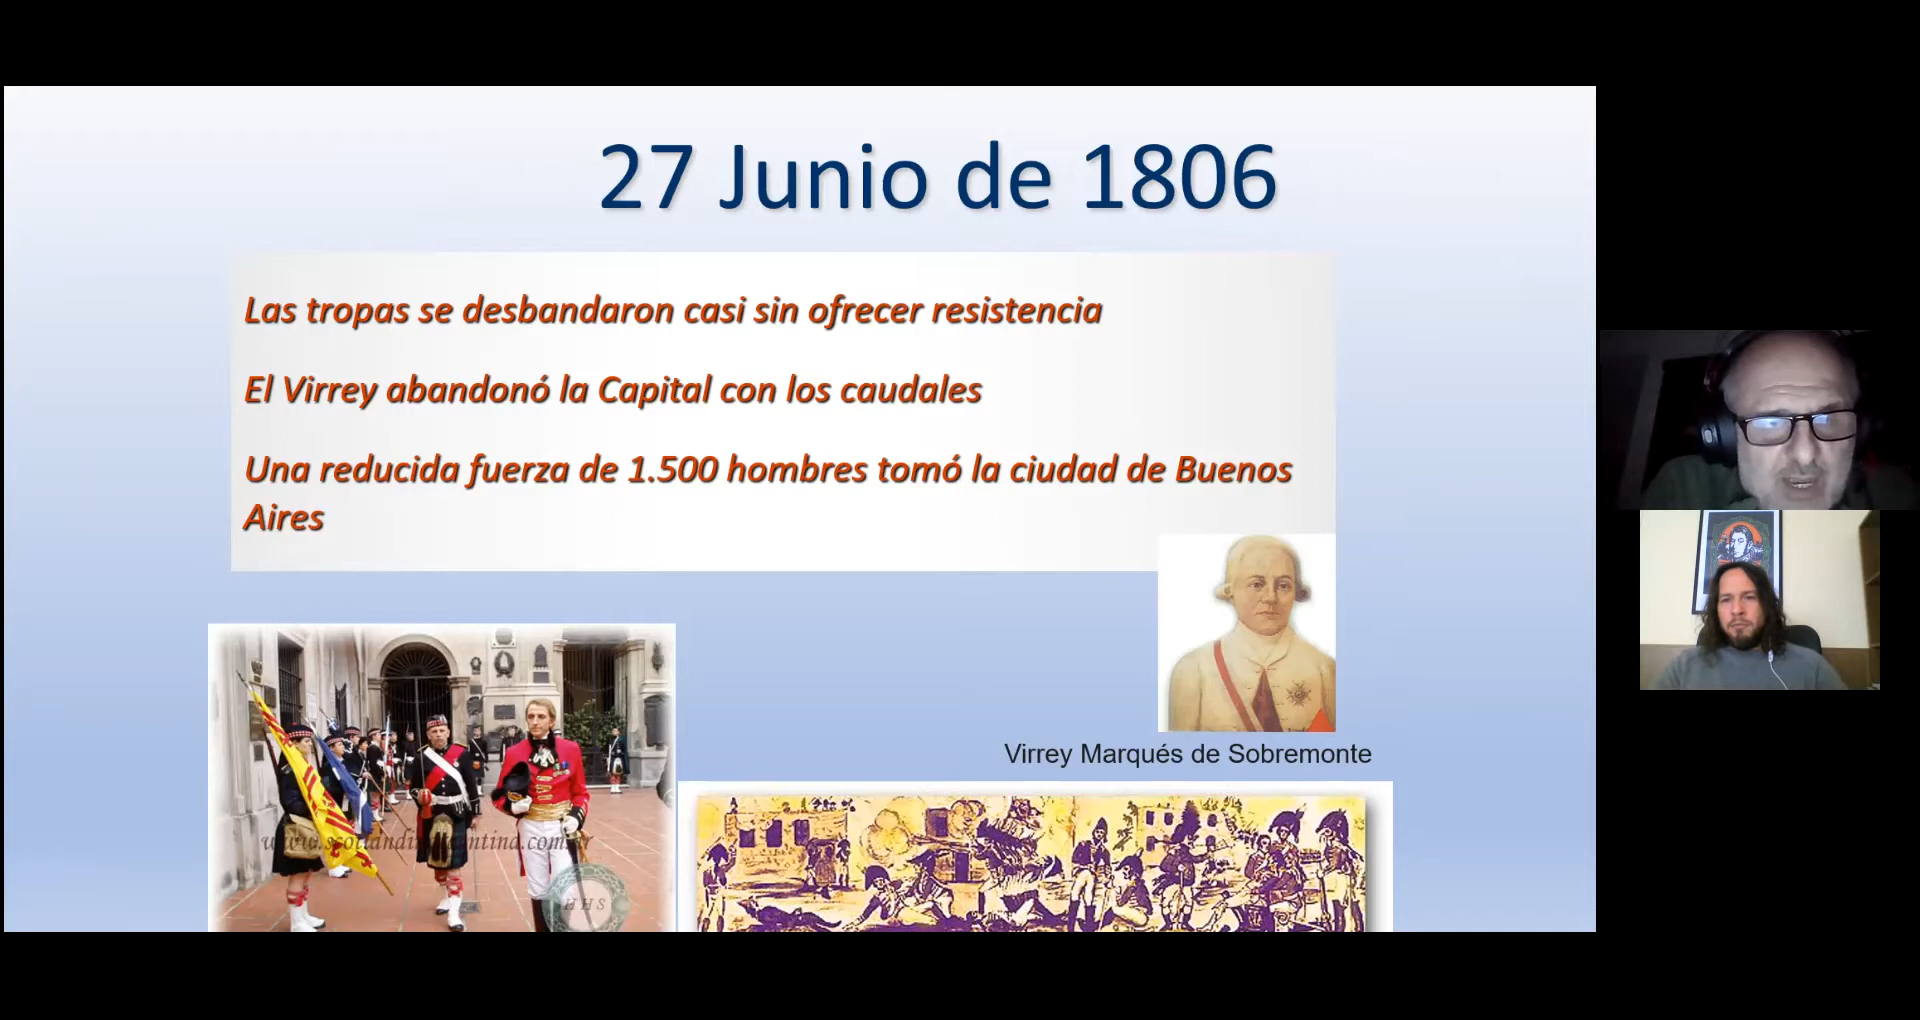 27 Junio de 1806
Las tropas se desbandaron casi sin ofrecer resistencia
El Virrey abandonó la Capital con los caudales
Una reducida fuerza de 1.500 hombres tomó la ciudad de Buenos
Aires
Virrey Marqués de Sobremonte
H H S